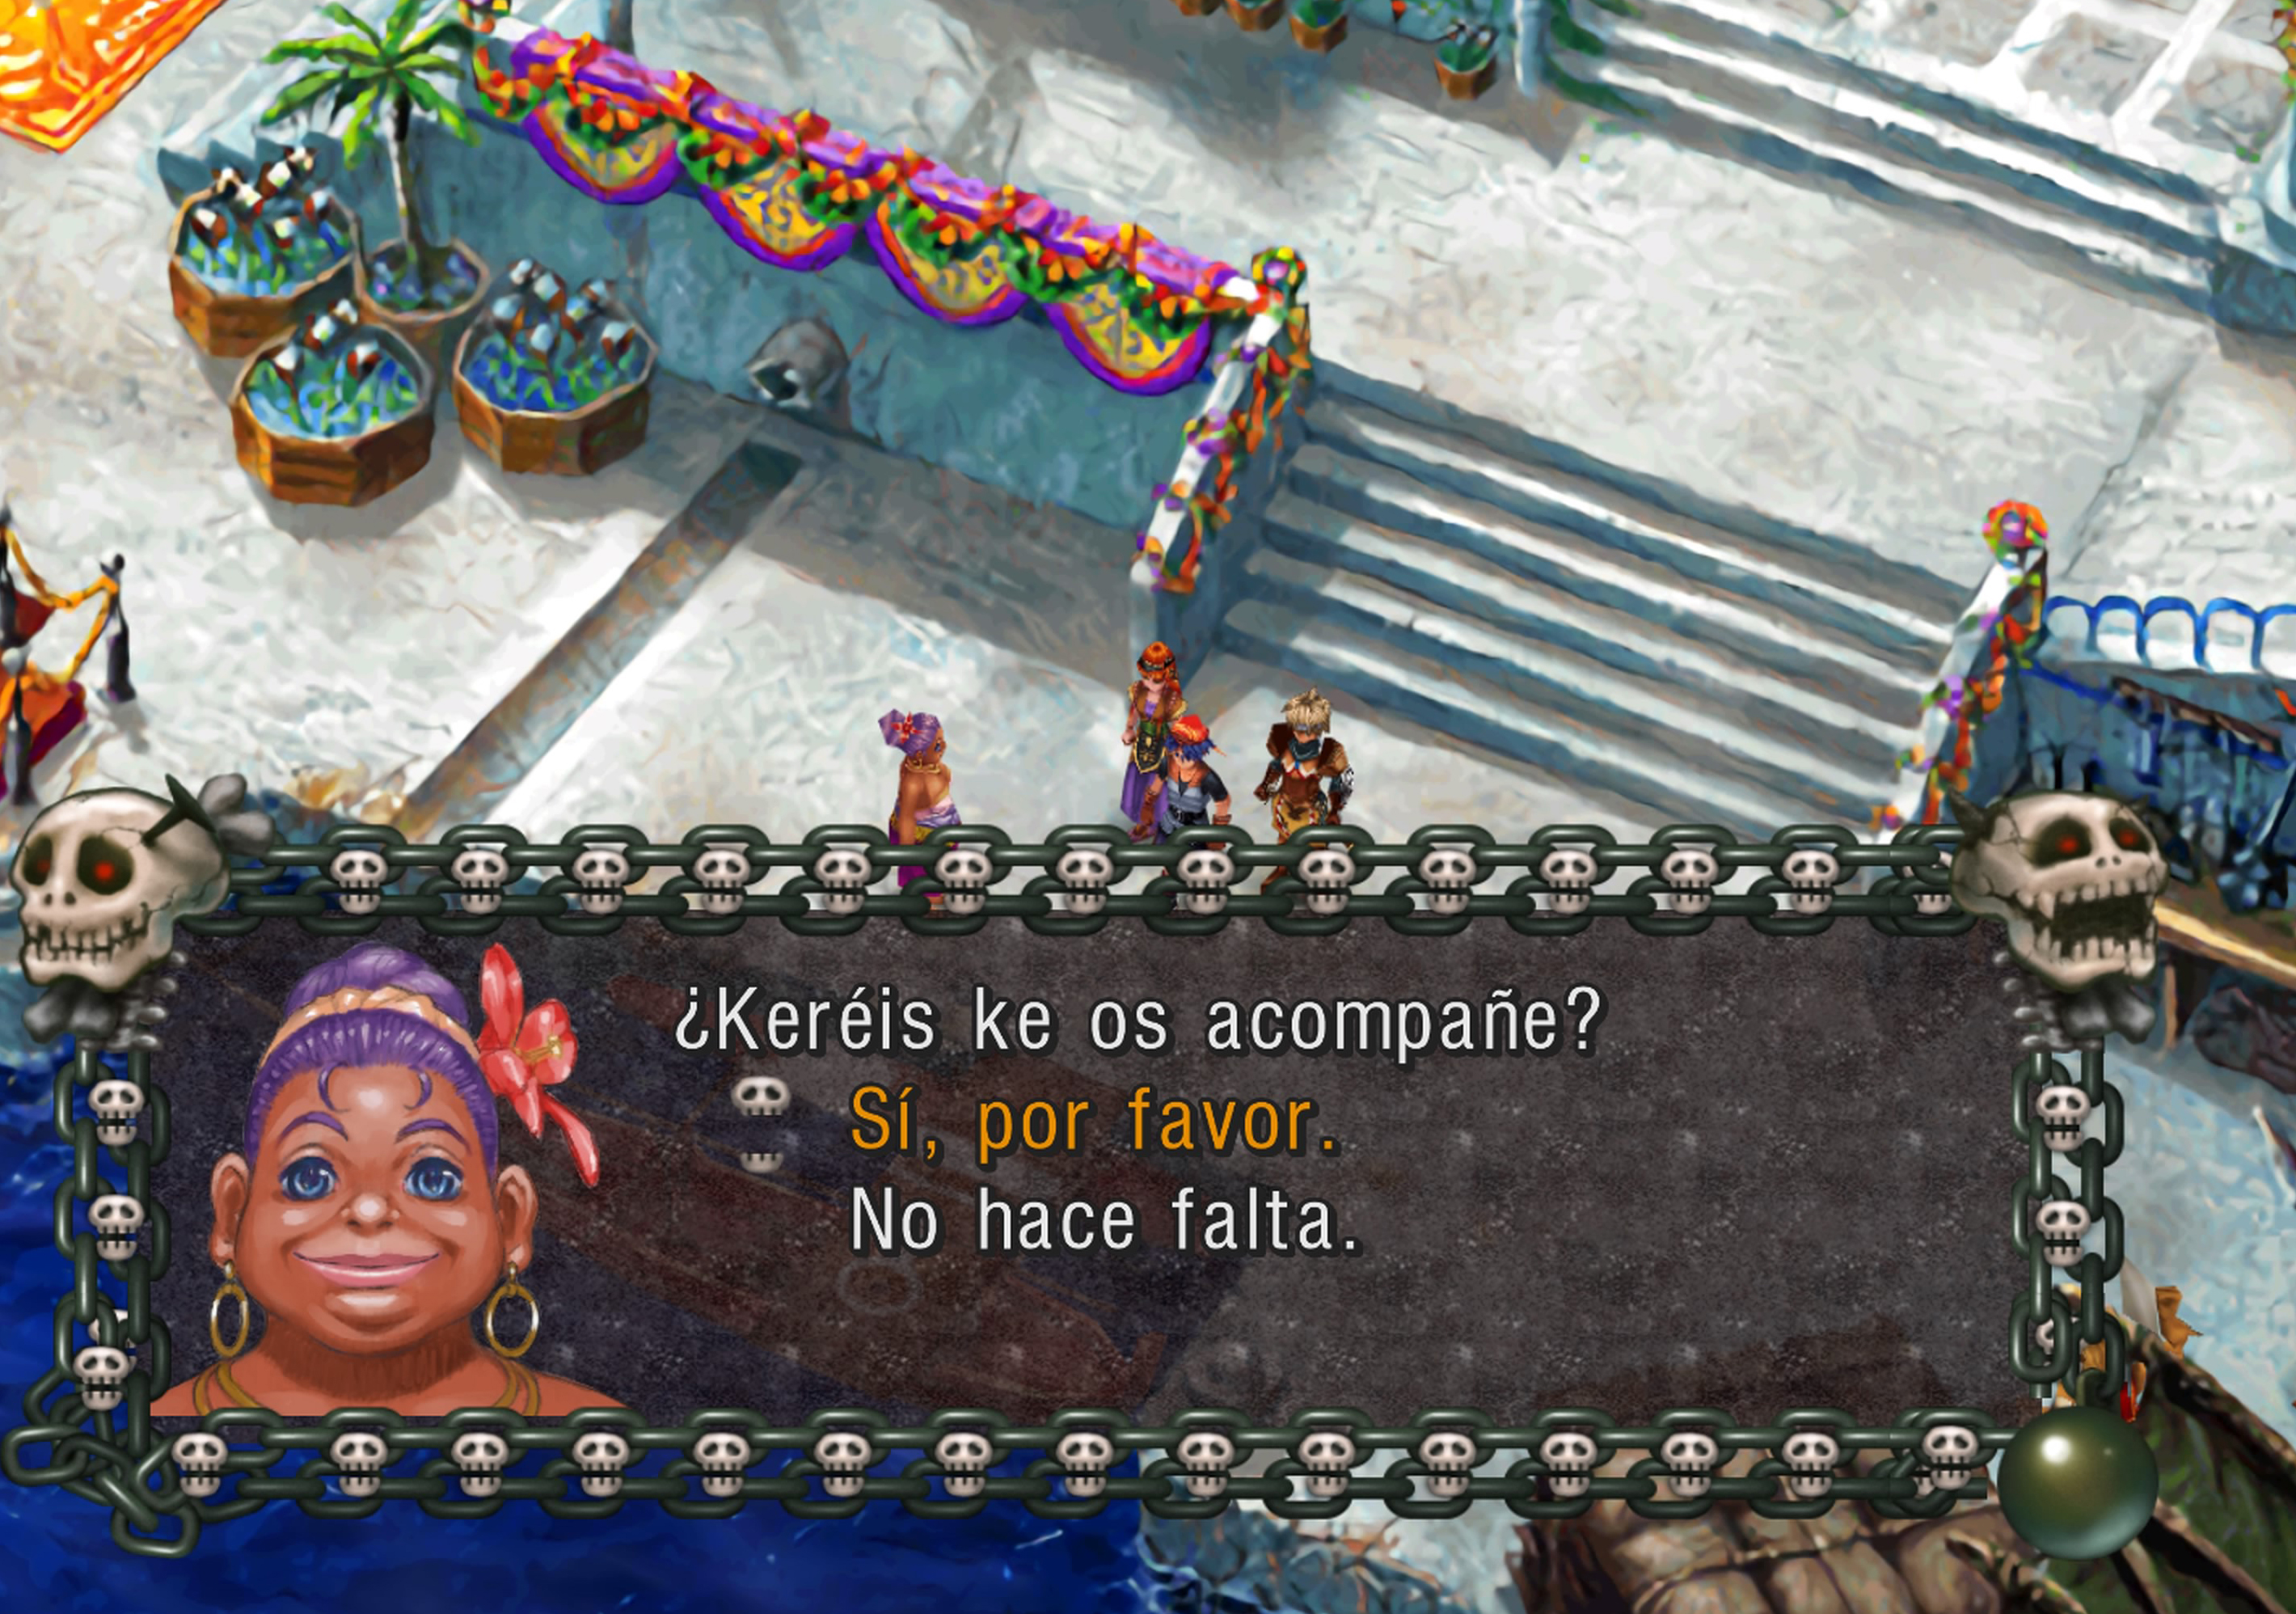 ¿Keréis ke os acompañe?
Sí, por favor.
No hace falta.